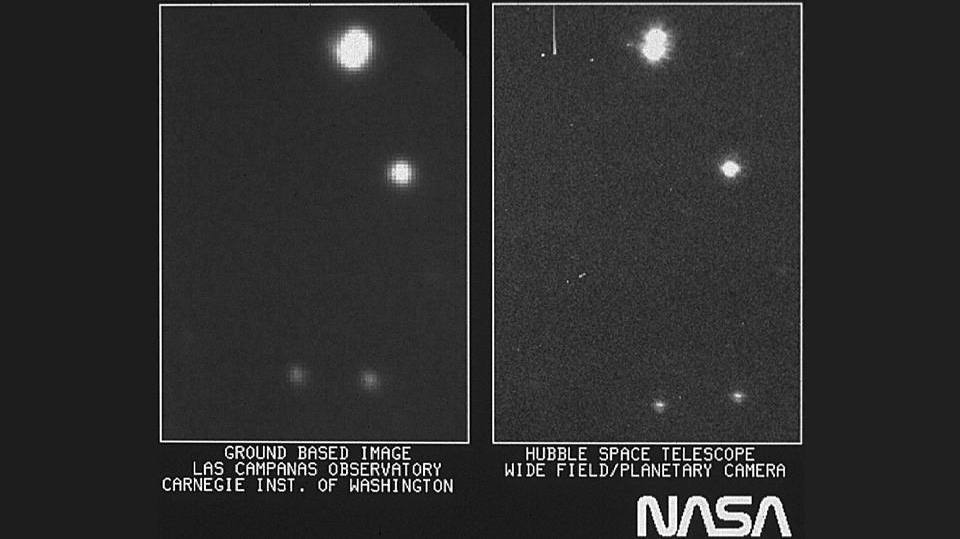 GROUND BASED IMAGE
LAS CAMPANAS OBSERVATORY
CARNEGIE INST. OF WASHINGTON
HUBBLE SPACE TELESCOPE
WIDE FIELD/PLANETARY CAMERA
NASA